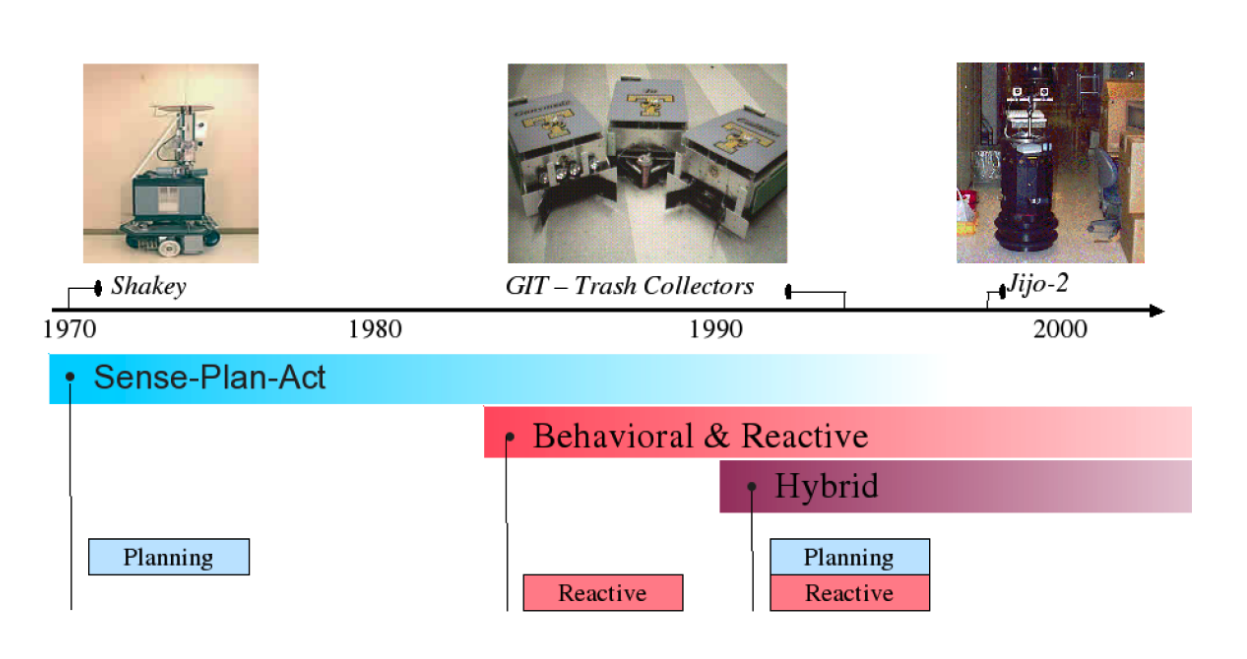 Shakey
GIT – Trash Collectors
Jijo-2
1970
1980
1990
2000
Sense-Plan-Act
Behavioral & Reactive
Hybrid
Planning
Planning
Reactive
Reactive